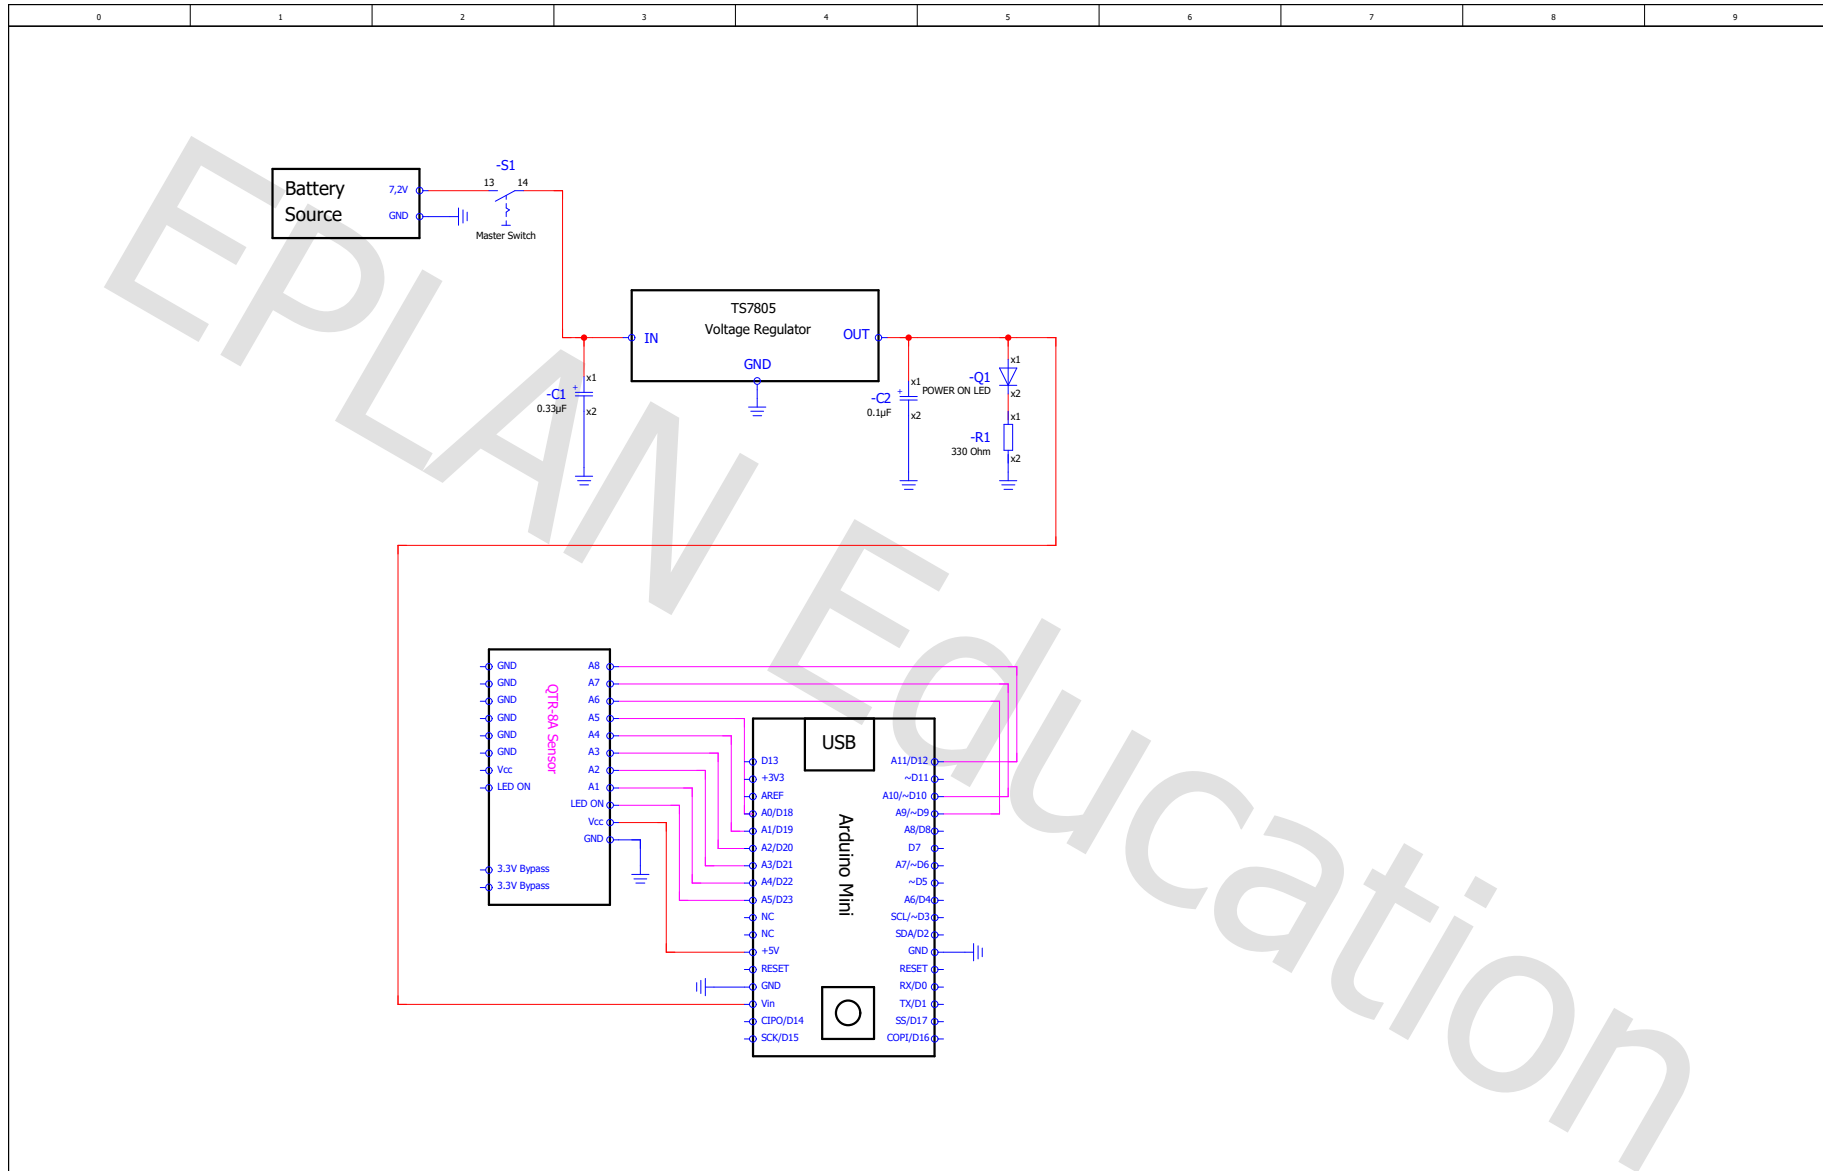 0 1 2 3 4 5 6 7 8 9
EPLAN Education
Battery Source
7,2V
GND
-S1
13 14
Master Switch
TS7805
Voltage Regulator
IN
OUT
GND
-C1
0.33µF
+
x1
x2
-C2
0.1µF
+
x1
x2
-Q1
POWER ON LED
x1
x2
-R1
330 Ohm
x1
x2
QTR-8A Sensor
GND
GND
GND
GND
GND
GND
Vcc
LED ON
3.3V Bypass
3.3V Bypass
A8
A7
A6
A5
A4
A3
A2
A1
LED ON
Vcc
GND
USB
Arduino Mini
D13
+3V3
AREF
A0/D18
A1/D19
A2/D20
A3/D21
A4/D22
A5/D23
NC
NC
+5V
RESET
GND
Vin
CIPO/D14
SCK/D15
A11/D12
~D11
A10/~D10
A9/~D9
A8/D8
D7
A7/~D6
~D5
A6/D4
SCL/~D3
SDA/D2
GND
RESET
RX/D0
TX/D1
SS/D17
COPI/D16